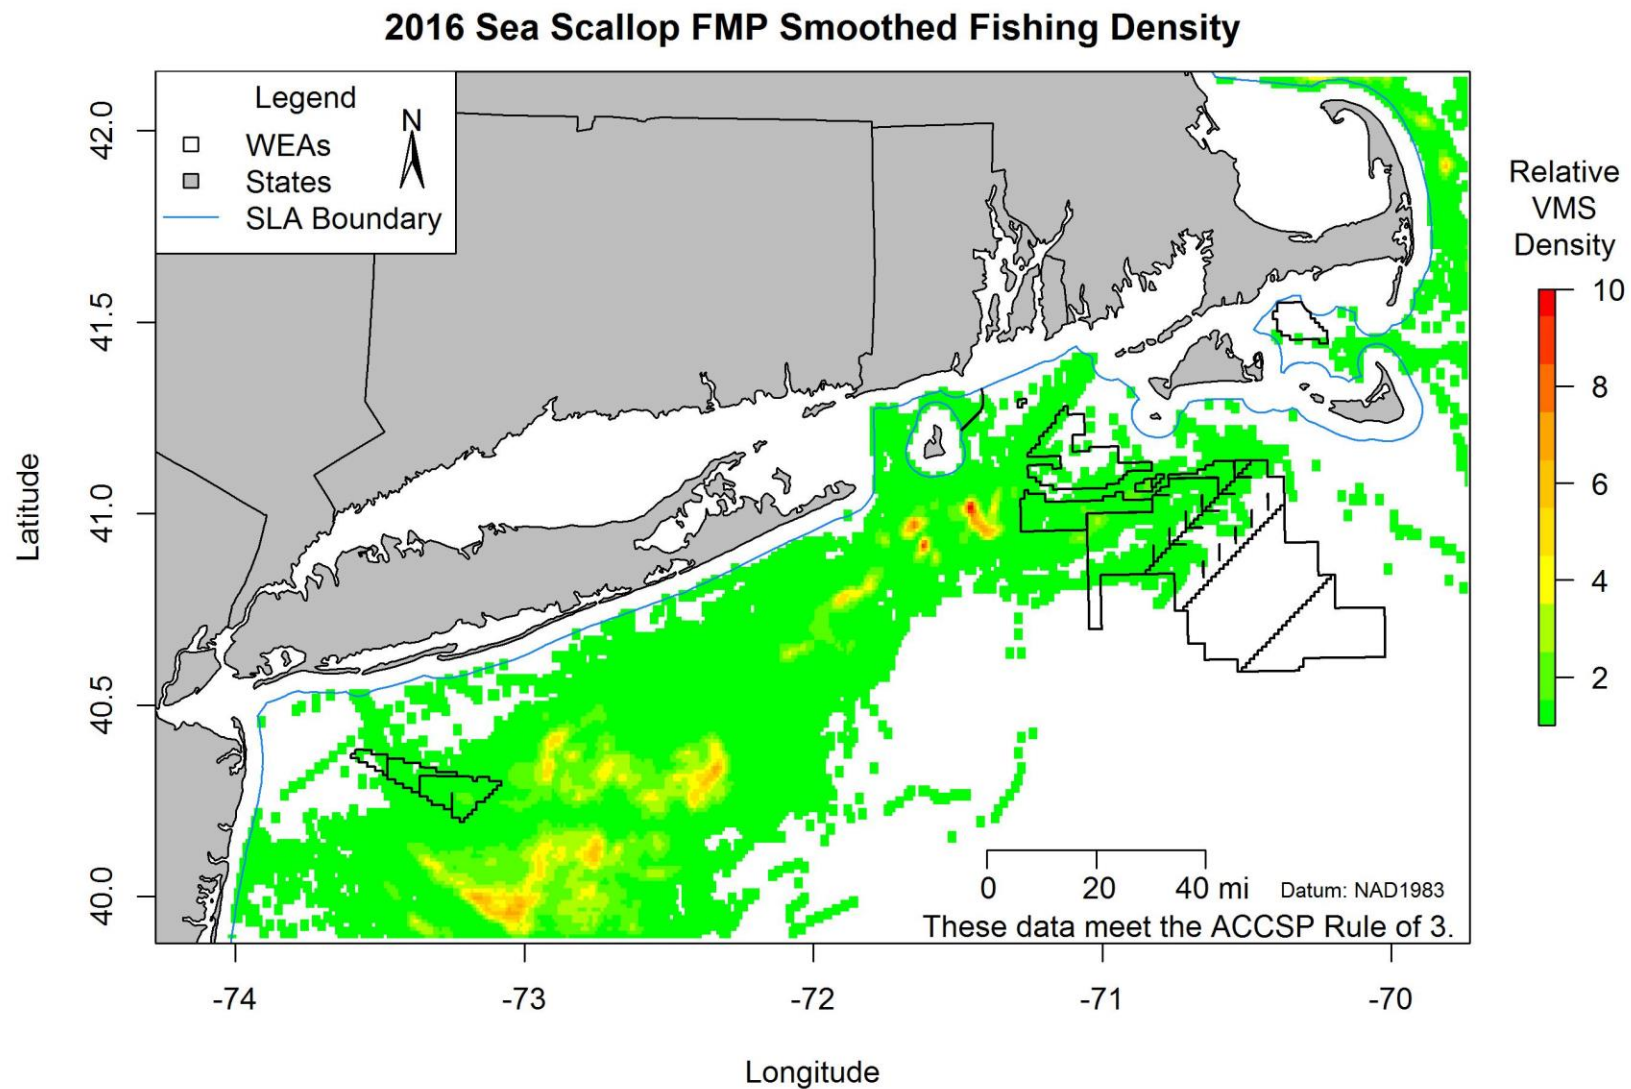 2016 Sea Scallop FMP Smoothed Fishing Density
Legend
N
WEAs
States
SLA Boundary
Relative
VMS
Density
10
8
6
4
2
Latitude
42.0
41.5
41.0
40.5
40.0
0 20 40 mi
Datum: NAD1983
These data meet the ACCSP Rule of 3.
-74 -73 -72 -71 -70
Longitude